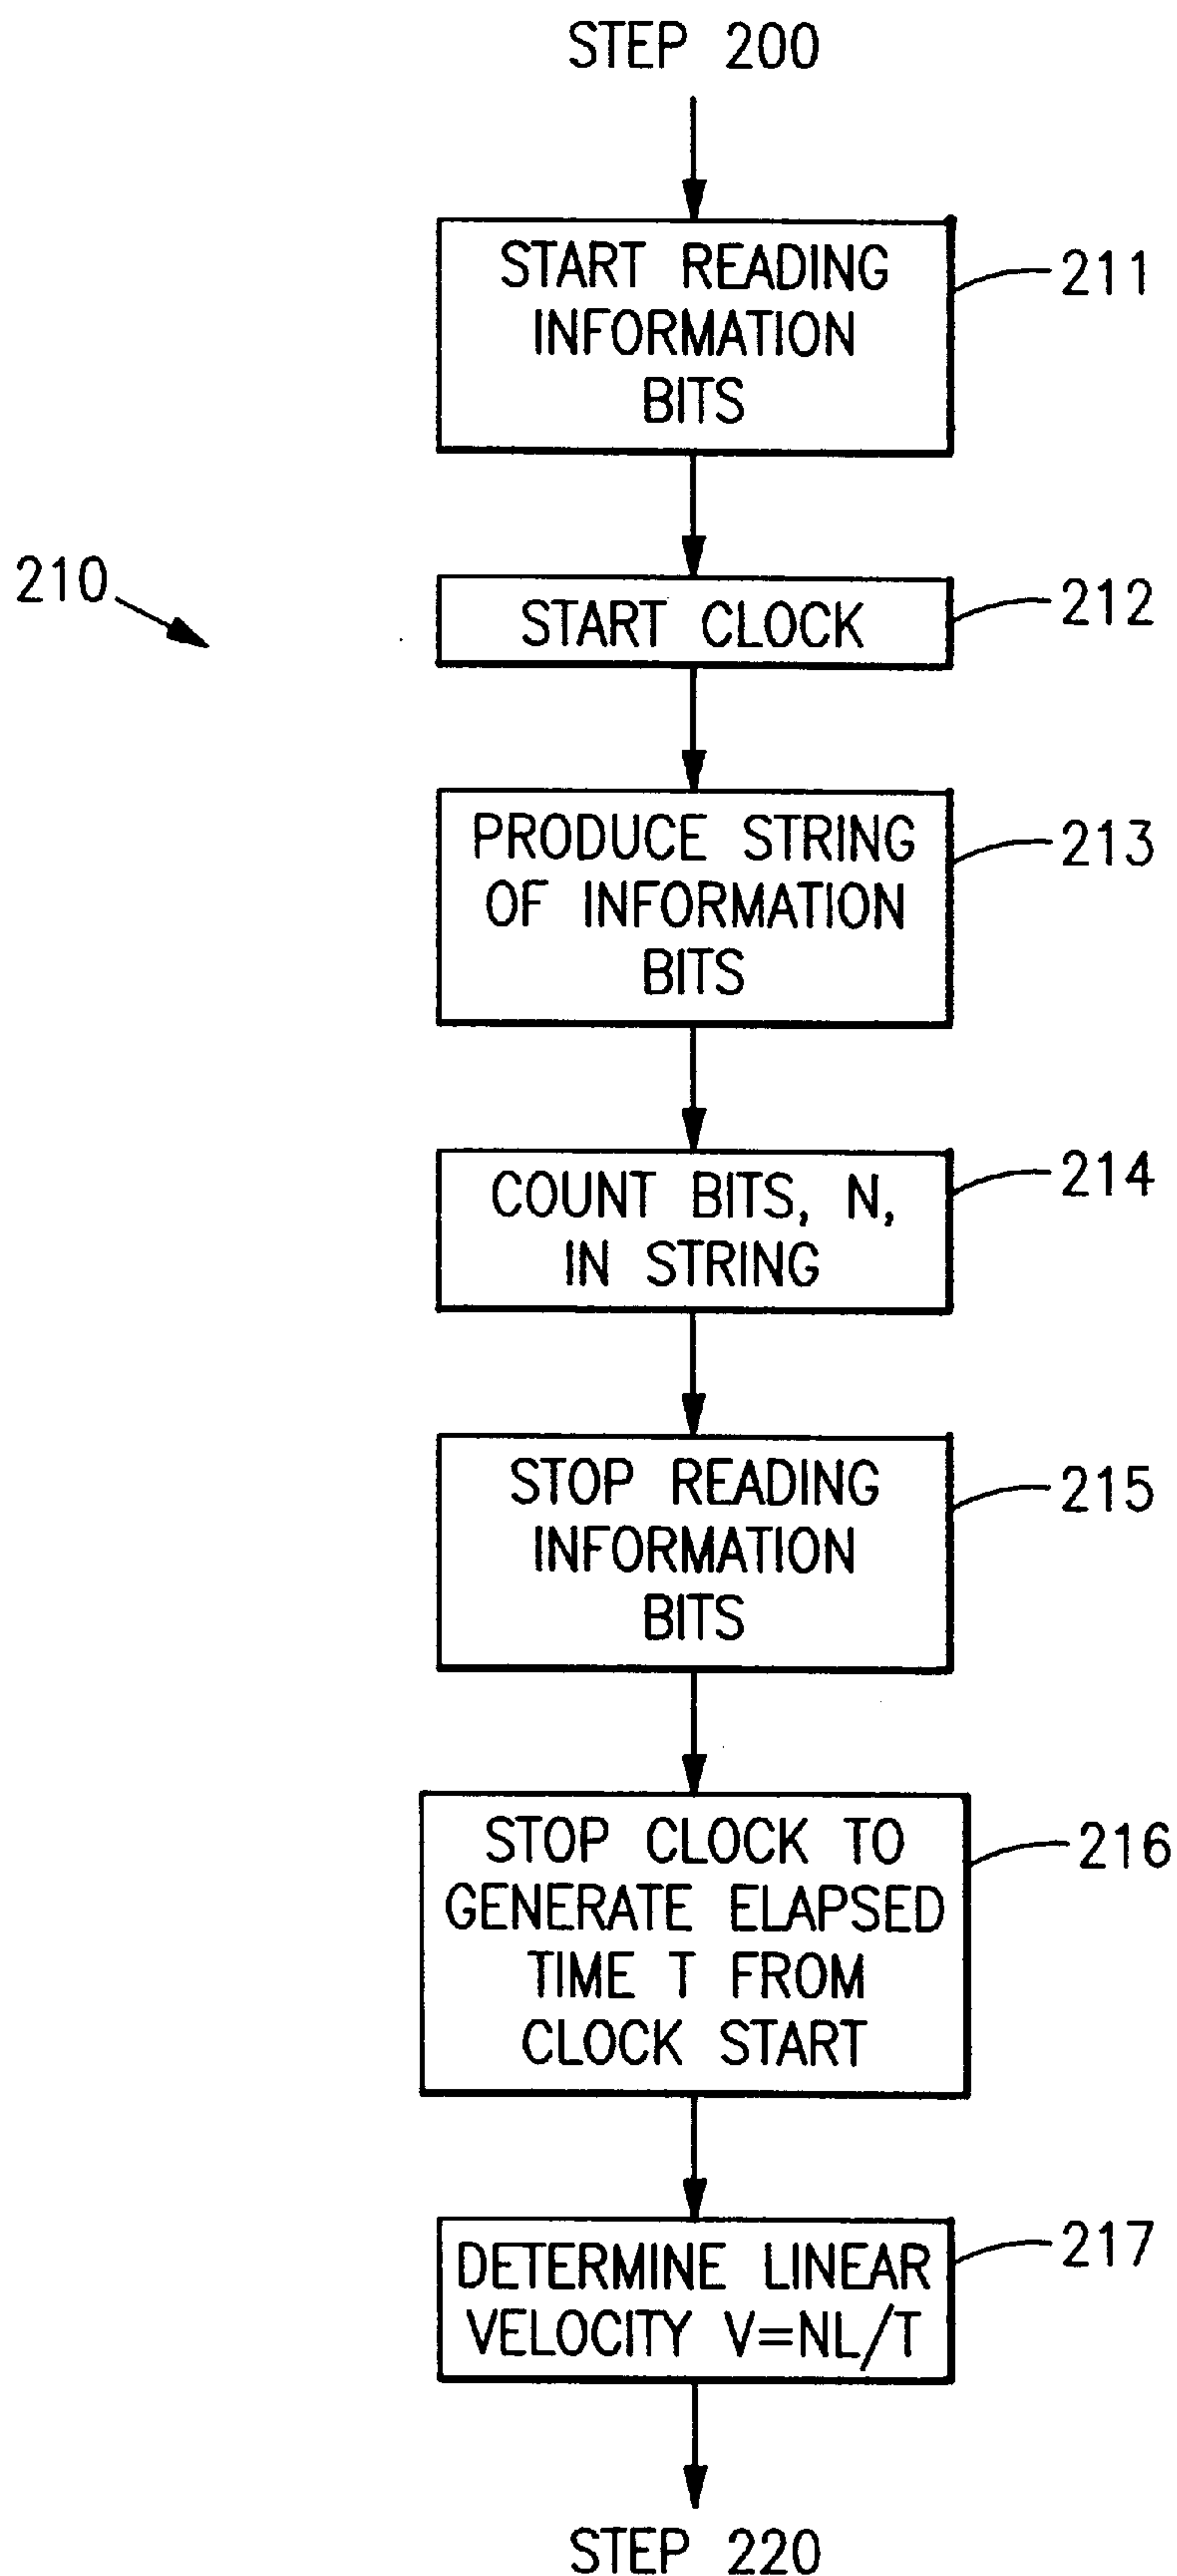 STEP 200
START READING
INFORMATION
BITS
211
210
START CLOCK
212
PRODUCE STRING
OF INFORMATION
BITS
213
COUNT BITS, N,
IN STRING
214
STOP READING
INFORMATION
BITS
215
STOP CLOCK TO
GENERATE ELAPSED
TIME T FROM
CLOCK START
216
DETERMINE LINEAR
VELOCITY V=NL/T
217
STEP 220